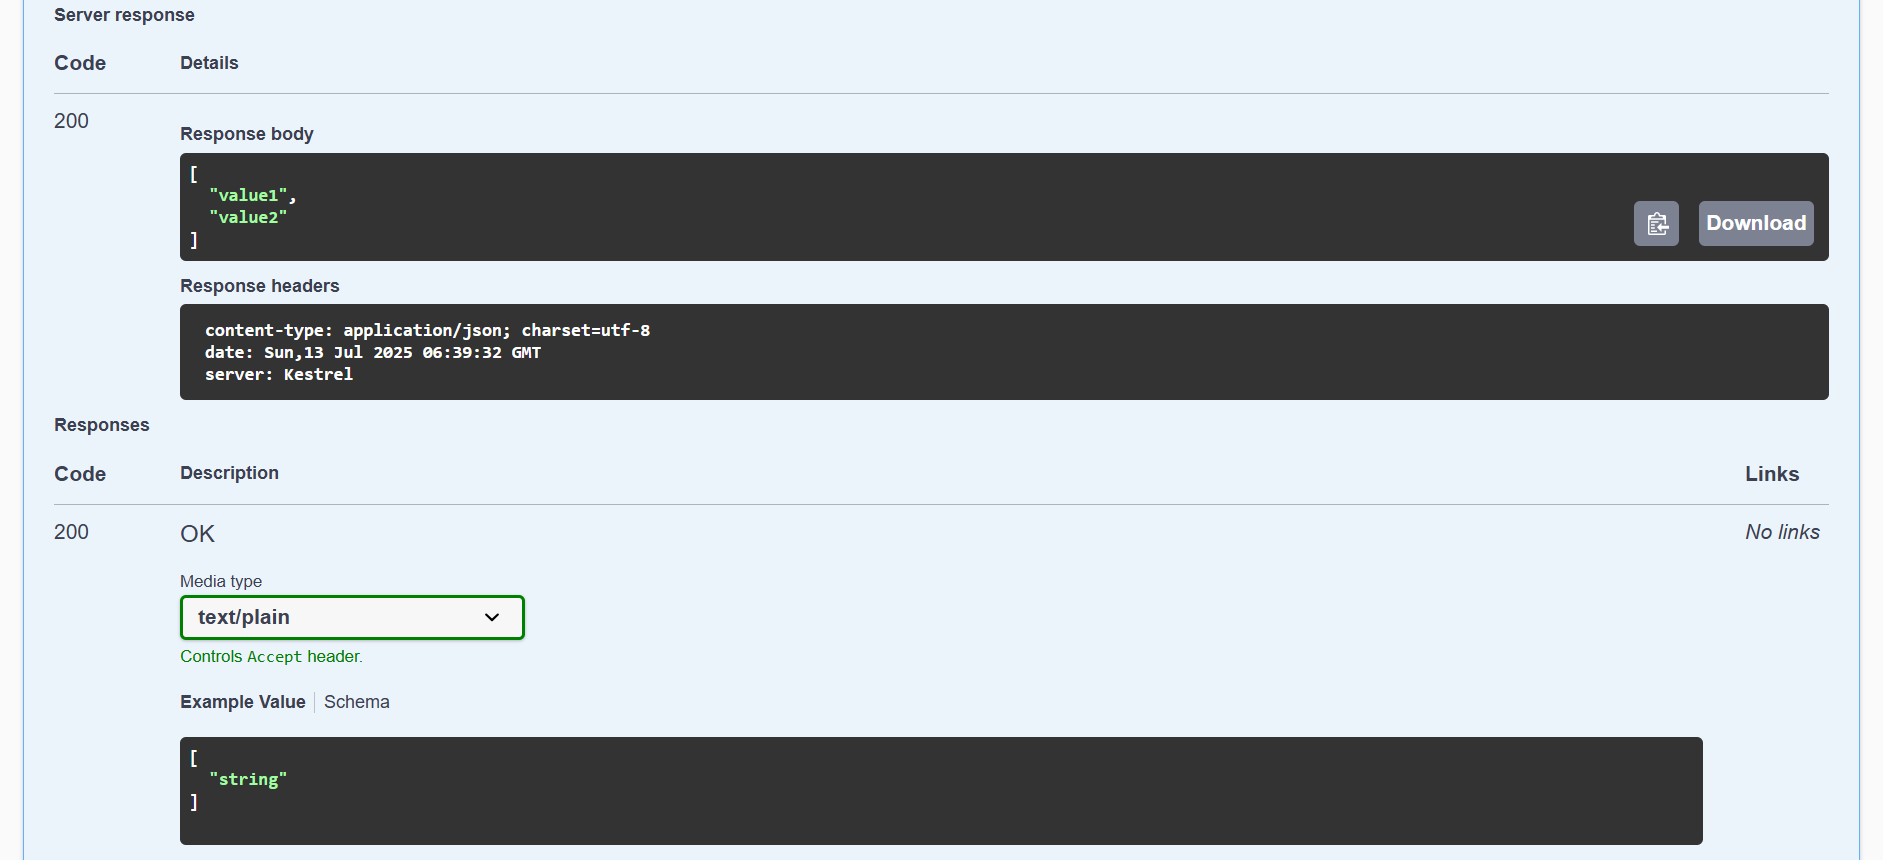 Server response
Code Details
200
Response body
[
  "value1",
  "value2"
]
Download
Response headers
content-type: application/json; charset=utf-8
date: Sun,13 Jul 2025 06:39:32 GMT
server: Kestrel
Responses
Code Description Links
200 OK No links
Media type
text/plain
Controls Accept header.
Example Value Schema
[
  "string"
]